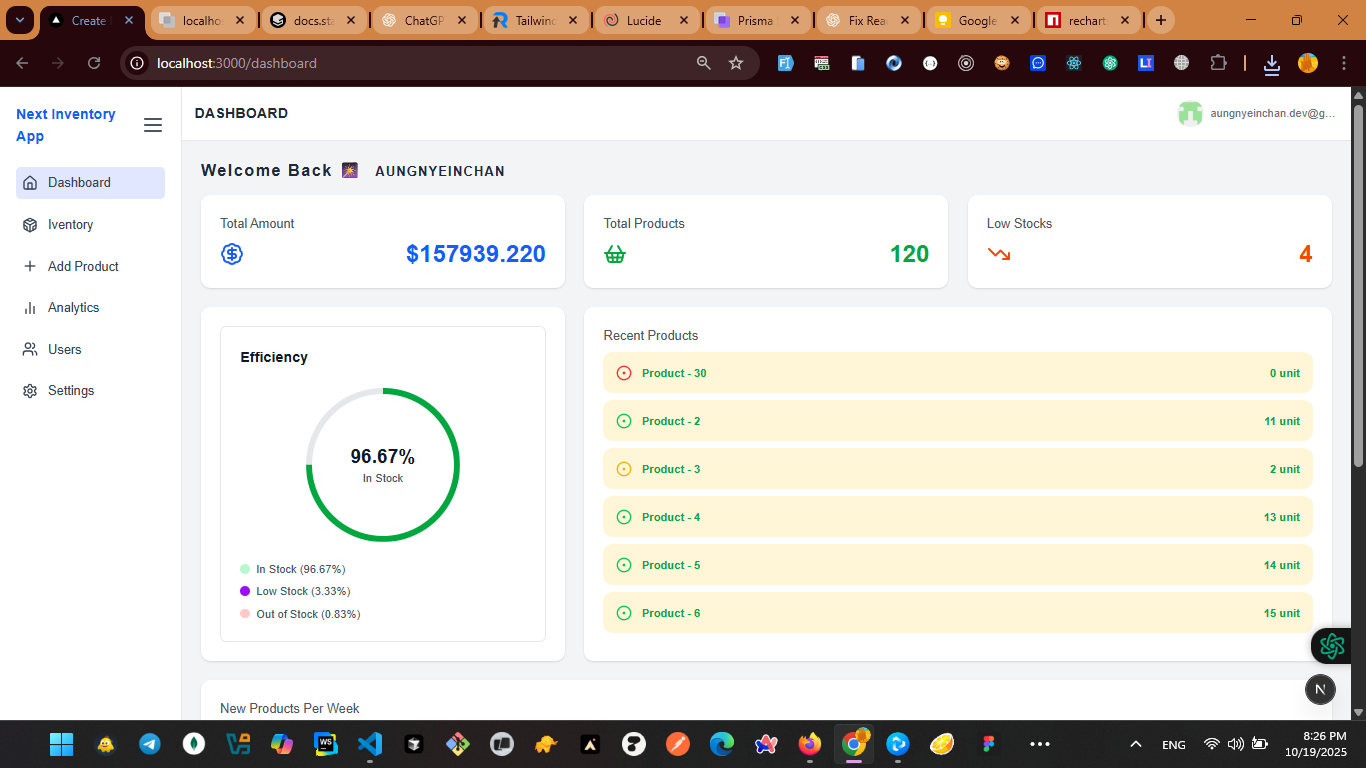 Create
localho
docs.sta
ChatGP
Tailwind
Lucide
Prisma
Fix Rea
Google
rechart
localhost:3000/dashboard
Next Inventory
App
DASHBOARD
aungnyeinchan.dev@g...
Dashboard
Iventory
Add Product
Analytics
Users
Settings
Welcome Back AUNGNYEINCHAN
Total Amount
$157939.220
Total Products
120
Low Stocks
4
Efficiency
96.67%
In Stock
In Stock (96.67%)
Low Stock (3.33%)
Out of Stock (0.83%)
Recent Products
Product - 30 0 unit
Product - 2 11 unit
Product - 3 2 unit
Product - 4 13 unit
Product - 5 14 unit
Product - 6 15 unit
N
New Products Per Week
ENG
8:26 PM
10/19/2025